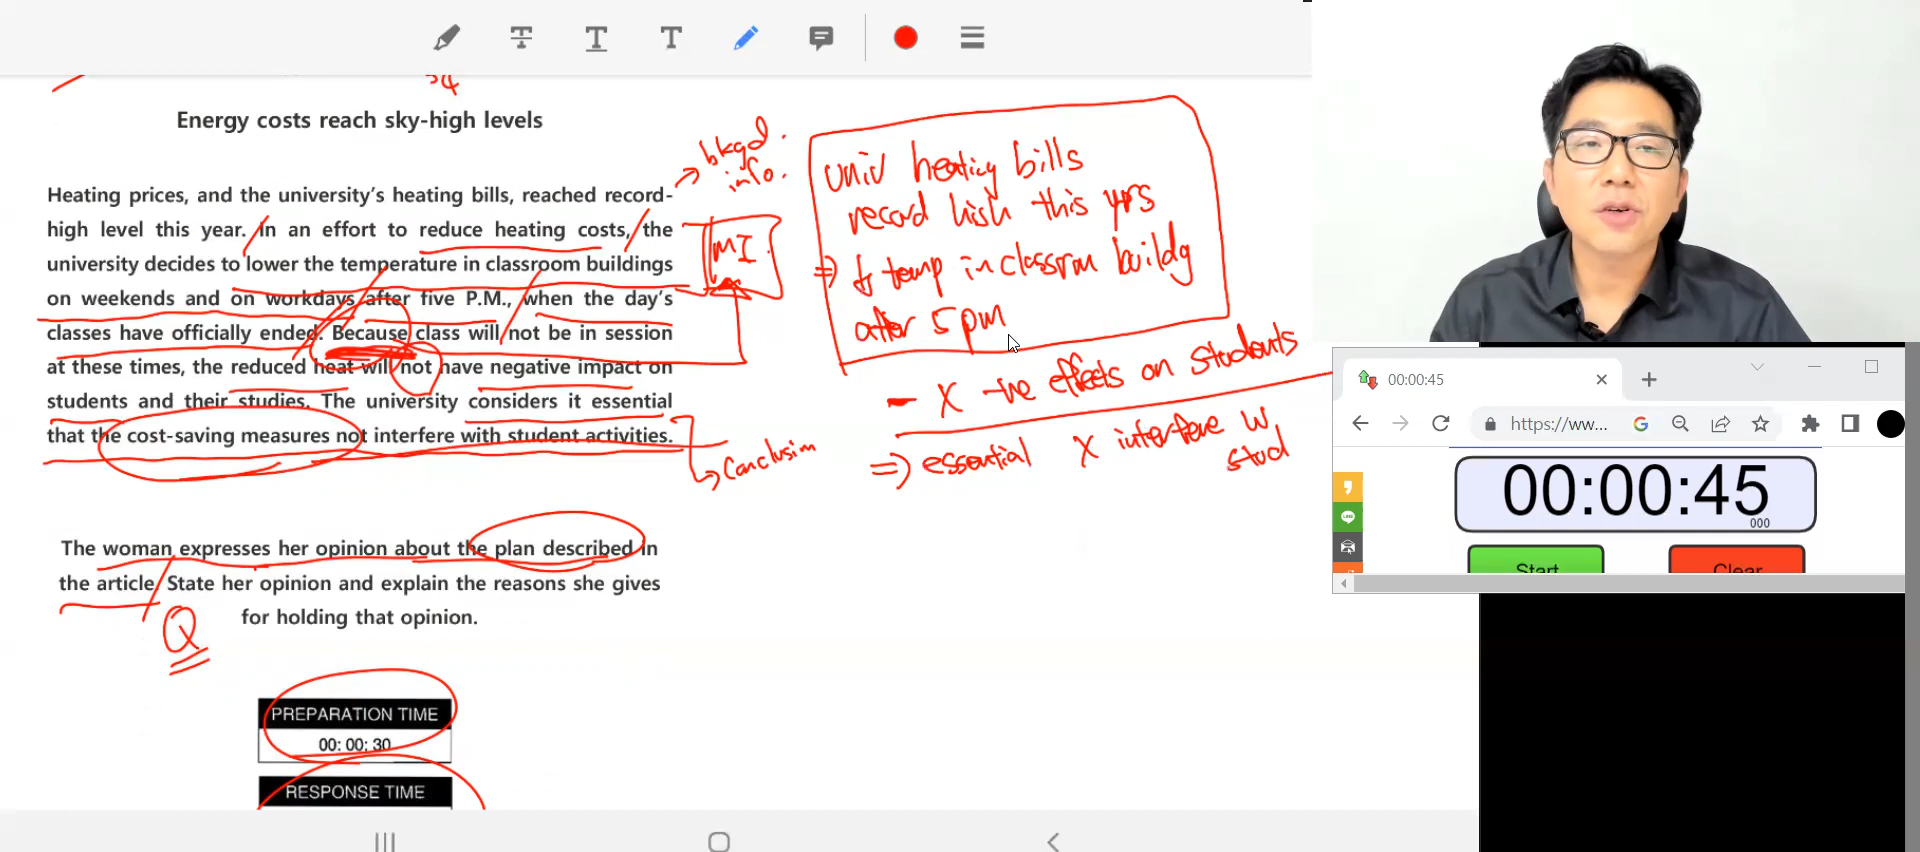 Energy costs reach sky-high levels
Heating prices, and the university's heating bills, reached record-
high level this year. In an effort to reduce heating costs, the
university decides to lower the temperature in classroom buildings
on weekends and on workdays after five P.M., when the day's
classes have officially ended. Because class will not be in session
at these times, the reduced heat will not have negative impact on
students and their studies. The university considers it essential
that the cost-saving measures not interfere with student activities.
The woman expresses her opinion about the plan described in
the article. State her opinion and explain the reasons she gives
for holding that opinion.
Q
PREPARATION TIME
00: 00: 30
RESPONSE TIME
bkgd.
info.
MI
Conclusion
univ heating bills
record high this yrs
⇒ temp in classrom buildg
after 5 pm
- X -ve effects on students
⇒ essential X interfere w
stud
00:00:45
https://ww...
00:00:45
000
Start
Clear